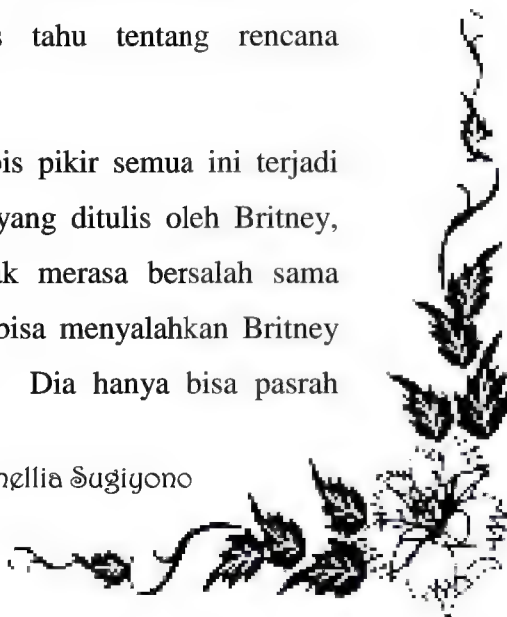 tahu tentang rencana
pikir semua ini terjadi
yang ditulis oleh Britney,
merasa bersalah sama
bisa menyalahkan Britney
Dia hanya bisa pasrah
Sugiyono